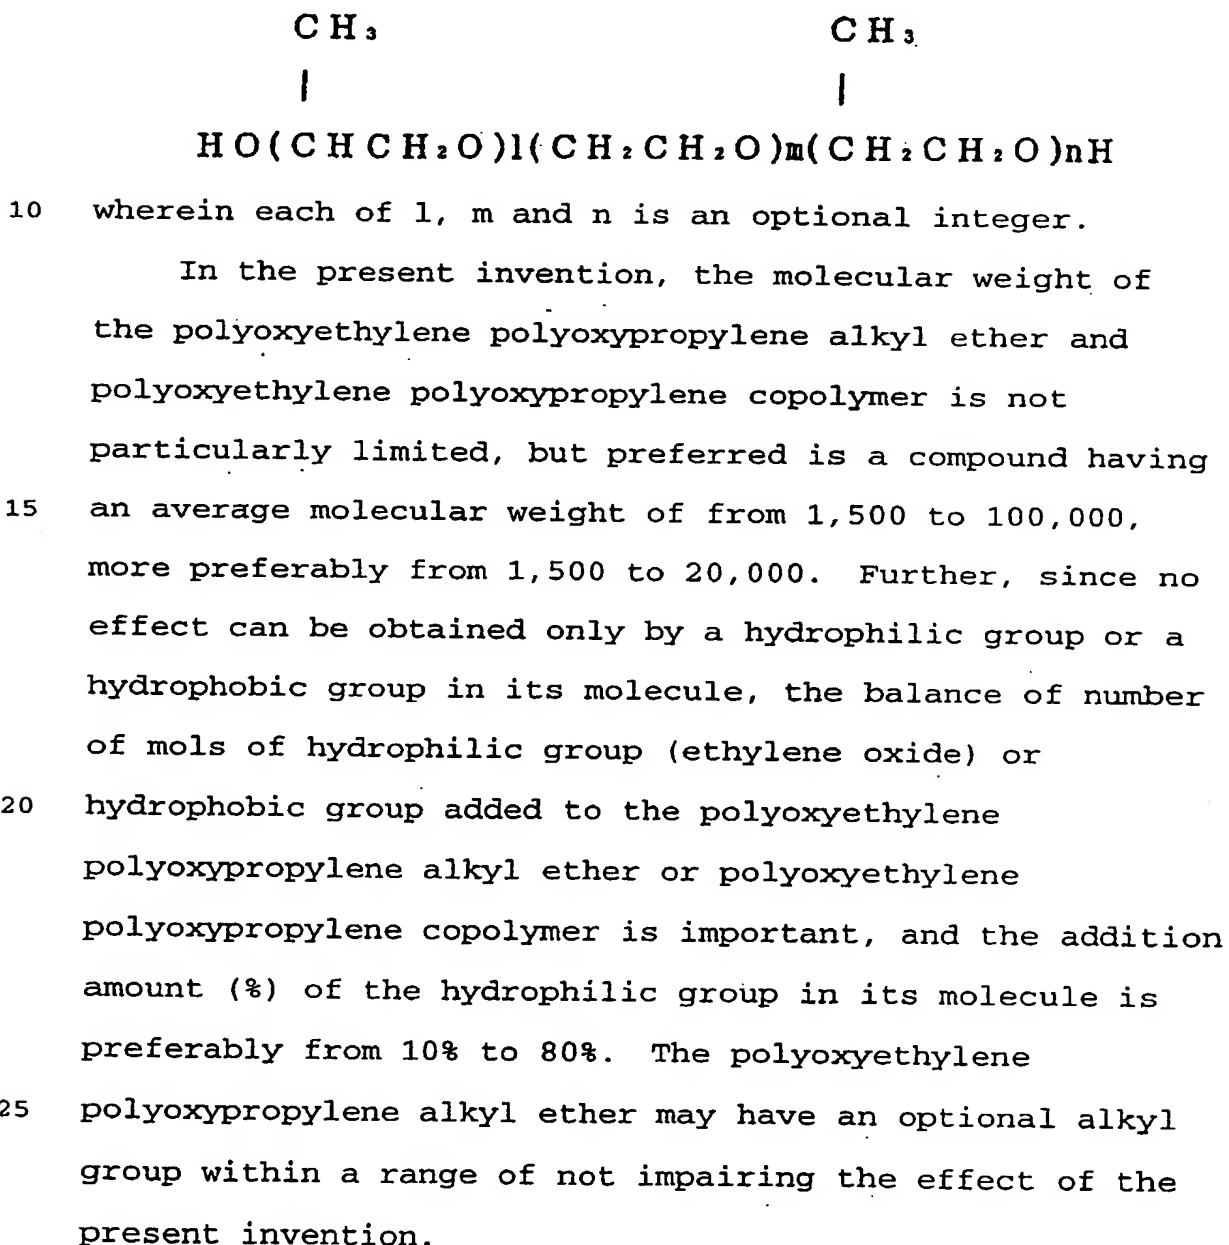 CH₃ CH₃
| |
HO(CHCH₂O)l(CH₂CH₂O)m(CH₂CH₂O)nH
10 wherein each of l, m and n is an optional integer.
In the present invention, the molecular weight of
the polyoxyethylene polyoxypropylene alkyl ether and
polyoxyethylene polyoxypropylene copolymer is not
particularly limited, but preferred is a compound having
15 an average molecular weight of from 1,500 to 100,000,
more preferably from 1,500 to 20,000. Further, since no
effect can be obtained only by a hydrophilic group or a
hydrophobic group in its molecule, the balance of number
of mols of hydrophilic group (ethylene oxide) or
20 hydrophobic group added to the polyoxyethylene
polyoxypropylene alkyl ether or polyoxyethylene
polyoxypropylene copolymer is important, and the addition
amount (%) of the hydrophilic group in its molecule is
preferably from 10% to 80%. The polyoxyethylene
25 polyoxypropylene alkyl ether may have an optional alkyl
group within a range of not impairing the effect of the
present invention.